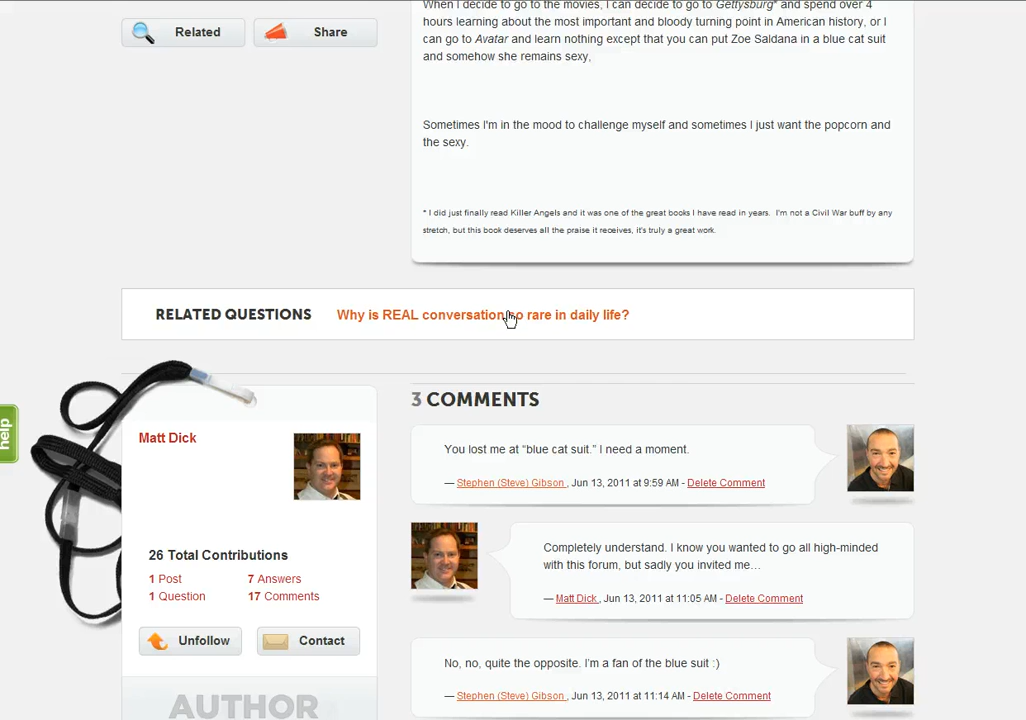 Related
Share
When I decide to go to the movies, I can decide to go to Gettysburg* and spend over 4
hours learning about the most important and bloody turning point in American history, or I
can go to Avatar and learn nothing except that you can put Zoe Saldana in a blue cat suit
and somehow she remains sexy,
Sometimes I'm in the mood to challenge myself and sometimes I just want the popcorn and
the sexy.
* I did just finally read Killer Angels and it was one of the great books I have read in years. I'm not a Civil War buff by any
stretch, but this book deserves all the praise it receives, it's truly a great work.
RELATED QUESTIONS
Why is REAL conversation so rare in daily life?
help
Matt Dick
26 Total Contributions
1 Post
7 Answers
1 Question
17 Comments
Unfollow
Contact
AUTHOR
3 COMMENTS
You lost me at “blue cat suit.” I need a moment.
— Stephen (Steve) Gibson , Jun 13, 2011 at 9:59 AM - Delete Comment
Completely understand. I know you wanted to go all high-minded
with this forum, but sadly you invited me…
— Matt Dick , Jun 13, 2011 at 11:05 AM - Delete Comment
No, no, quite the opposite. I’m a fan of the blue suit :)
— Stephen (Steve) Gibson , Jun 13, 2011 at 11:14 AM - Delete Comment